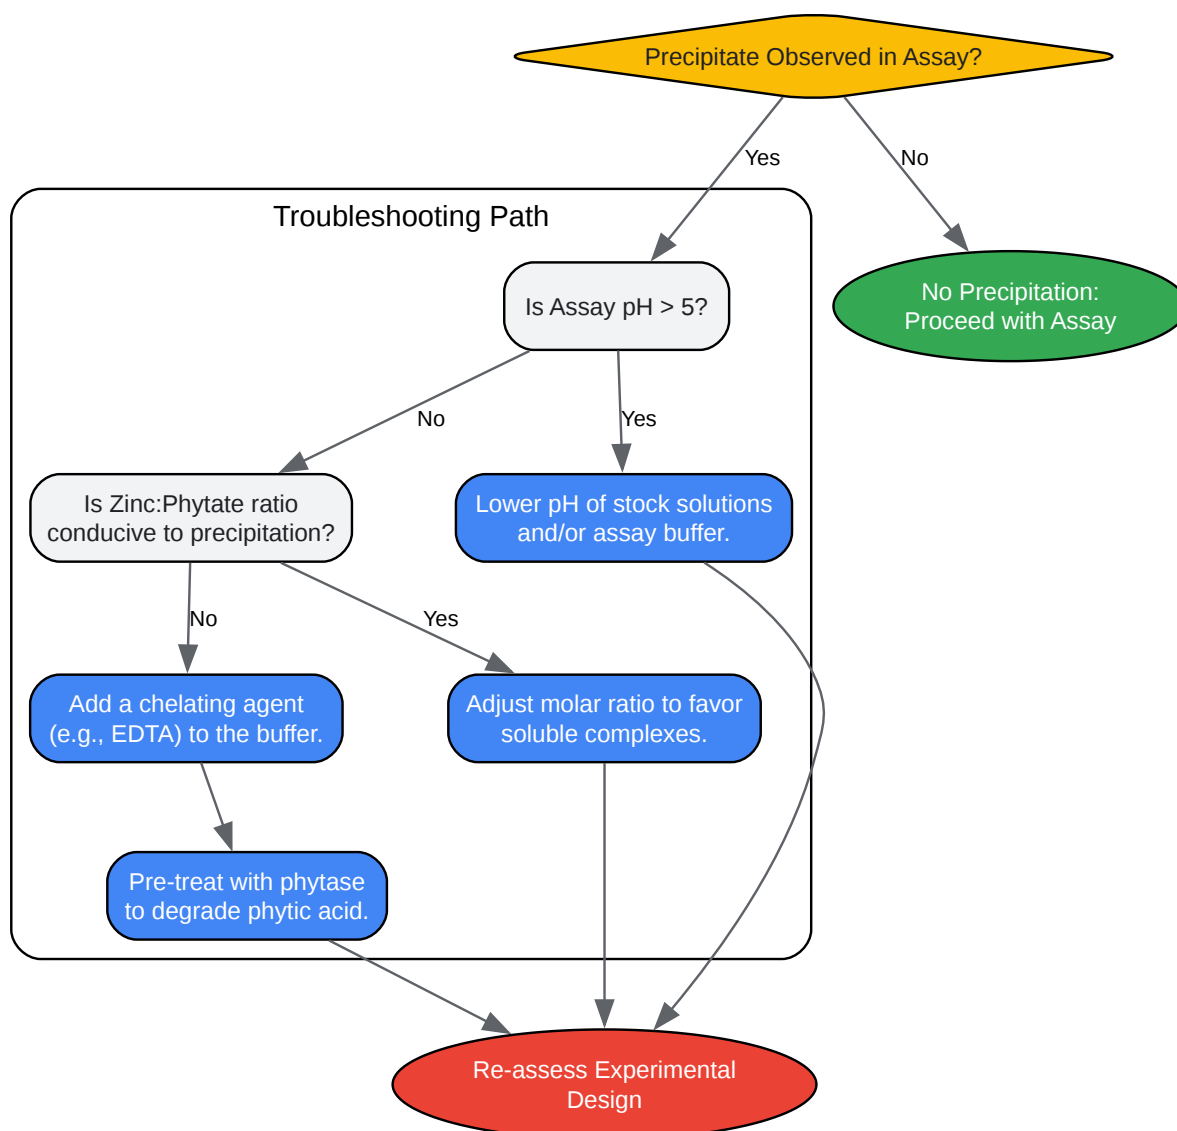 Precipitate Observed in Assay?
Yes
No
Troubleshooting Path
No Precipitation:
Proceed with Assay
Is Assay pH > 5?
No
Yes
Is Zinc:Phytate ratio
conducive to precipitation?
Lower pH of stock solutions
and/or assay buffer.
No
Yes
Add a chelating agent
(e.g., EDTA) to the buffer.
Adjust molar ratio to favor
soluble complexes.
Pre-treat with phytase
to degrade phytic acid.
Re-assess Experimental
Design